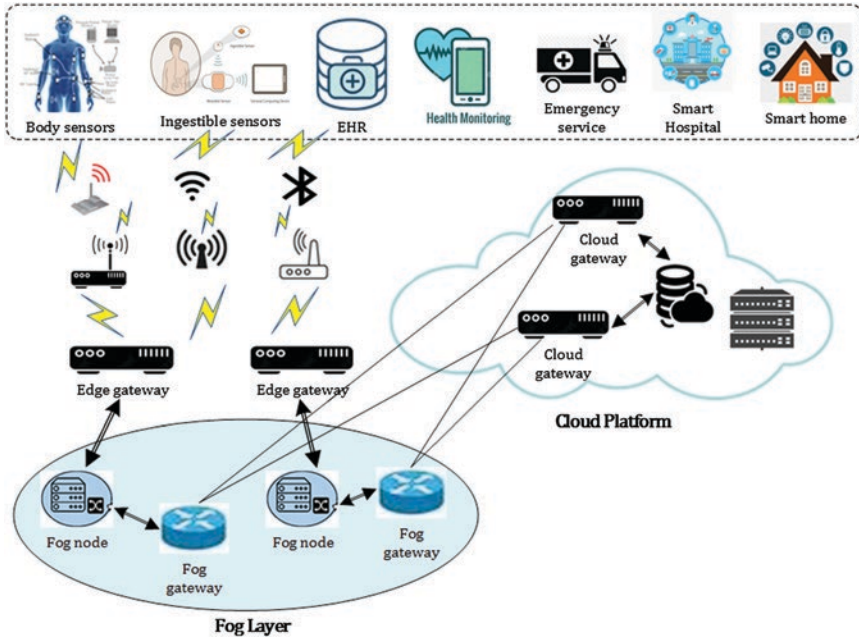 Body sensors
Ingestible sensors
EHR
Health Monitoring
Emergency
service
Smart
Hospital
Smart home
Cloud
gateway
Cloud
gateway
Edge gateway
Edge gateway
Cloud Platform
Fog node
Fog
gateway
Fog node
Fog
gateway
Fog Layer